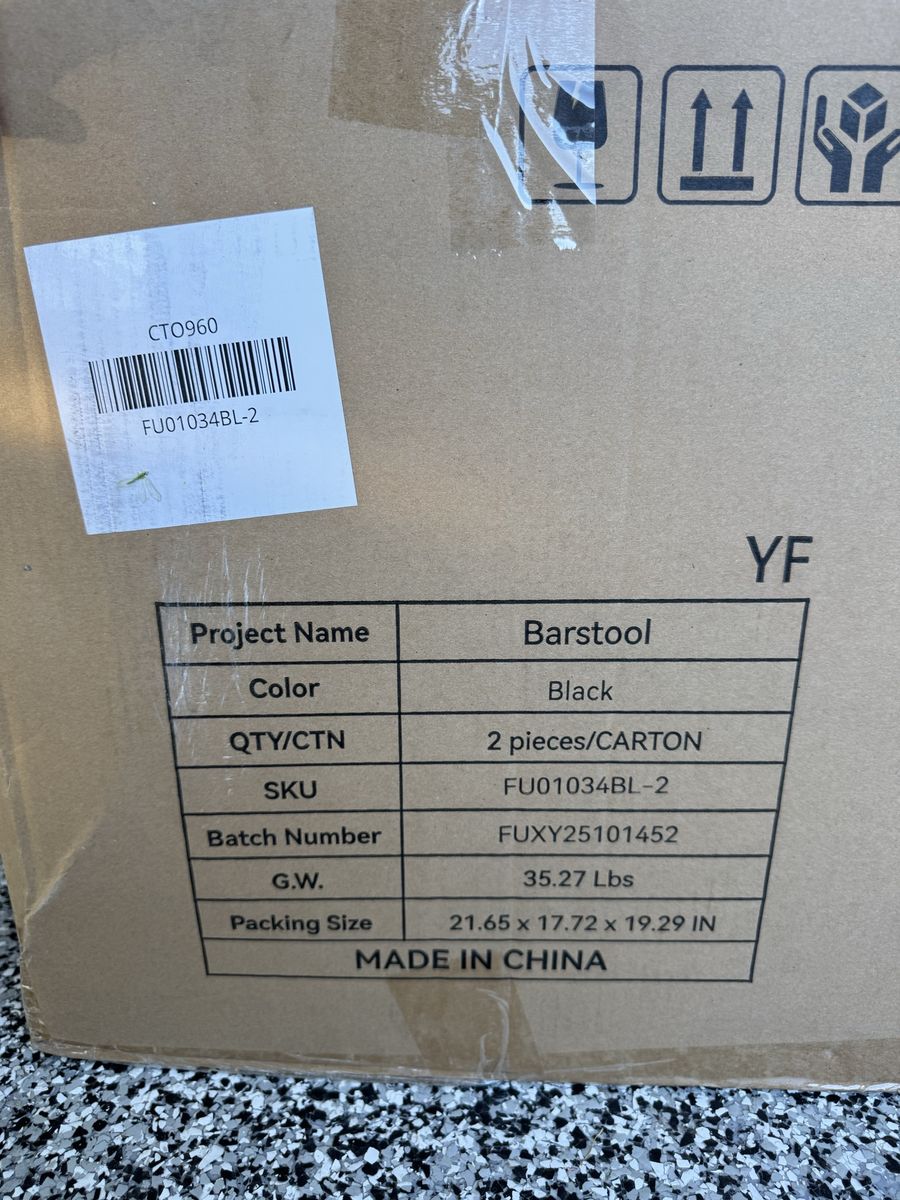 CTO960
FU01034BL-2
YF
Project Name Barstool
Color Black
QTY/CTN 2 pieces/CARTON
SKU FU01034BL-2
Batch Number FUXY25101452
G.W. 35.27 Lbs
Packing Size 21.65 x 17.72 x 19.29 IN
MADE IN CHINA